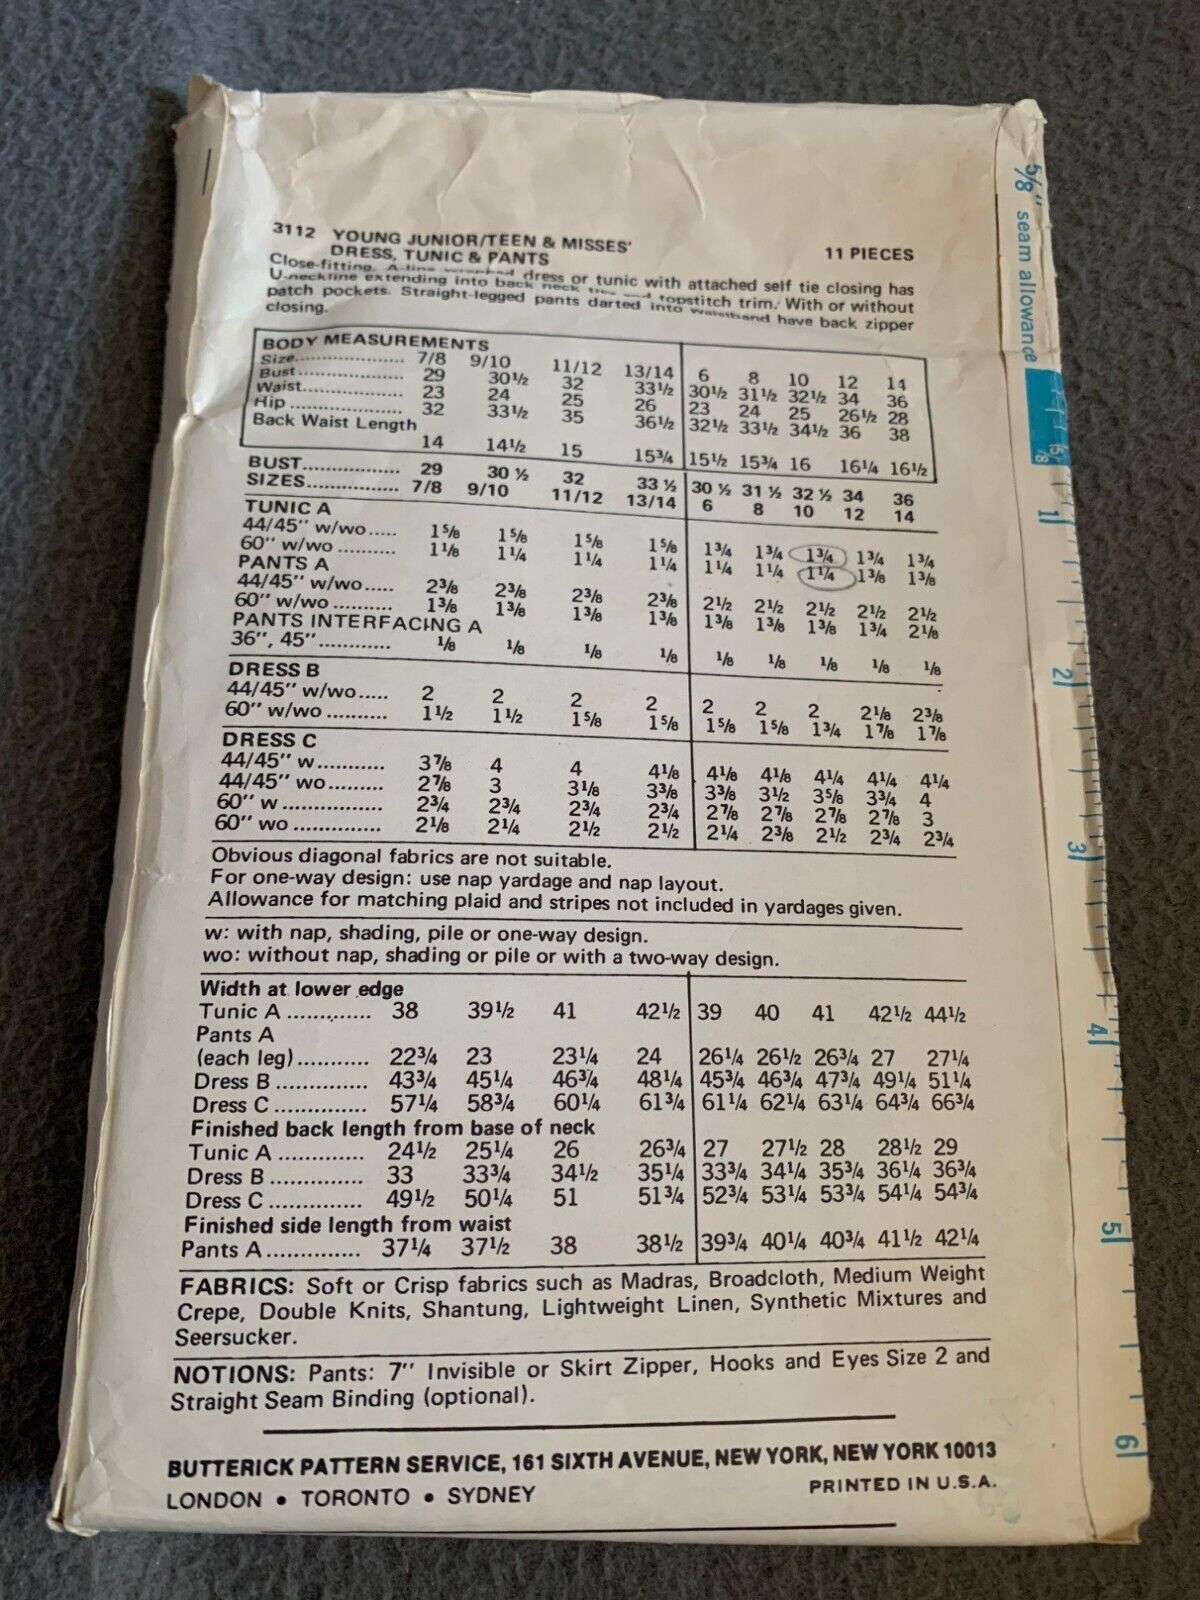 3112 YOUNG JUNIOR/TEEN & MISSES' 11 PIECES
DRESS, TUNIC & PANTS
Close-fitting. A-line wrapped dress or tunic with attached self tie closing has
U-neckline extending into back neck ties and topstitch trim. With or without
patch pockets. Straight-legged pants darted into waistband have back zipper
closing.
BODY MEASUREMENTS
Size.................... 7/8 9/10 11/12 13/14 6 8 10 12 14
Bust.................... 29 30½ 32 33½ 30½ 31½ 32½ 34 36
Waist................... 23 24 25 26 23 24 25 26½ 28
Hip .................... 32 33½ 35 36½ 32½ 33½ 34½ 36 38
Back Waist Length
14 14½ 15 15¾ 15½ 15¾ 16 16¼ 16½
BUST................. 29 30 ½ 32 33 ½ 30 ½ 31 ½ 32 ½ 34 36
SIZES................ 7/8 9/10 11/12 13/14 6 8 10 12 14
TUNIC A
44/45" w/wo..... 1⅝ 1⅝ 1⅝ 1⅝ 1¾ 1¾ 1¾ 1¾ 1¾
60" w/wo .......... 1⅛ 1¼ 1¼ 1¼ 1¼ 1¼ 1¼ 1⅜ 1⅜
PANTS A
44/45" w/wo..... 2⅜ 2⅜ 2⅜ 2⅜ 2½ 2½ 2½ 2½ 2½
60" w/wo .......... 1⅜ 1⅜ 1⅜ 1⅜ 1⅜ 1⅜ 1⅜ 1¾ 2⅛
PANTS INTERFACING A
36", 45" ............ ⅛ ⅛ ⅛ ⅛ ⅛ ⅛ ⅛ ⅛ ⅛
DRESS B
44/45" w/wo..... 2 2 2 2 2 2 2 2⅛ 2⅜
60" w/wo .......... 1½ 1½ 1⅝ 1⅝ 1⅝ 1⅝ 1¾ 1⅞ 1⅞
DRESS C
44/45" w........... 3⅞ 4 4 4⅛ 4⅛ 4⅛ 4¼ 4¼ 4¼
44/45" wo......... 2⅞ 3 3⅛ 3⅜ 3⅜ 3½ 3⅝ 3¾ 4
60" w ................. 2¾ 2¾ 2¾ 2¾ 2⅞ 2⅞ 2⅞ 2⅞ 3
60" wo ............... 2⅛ 2¼ 2½ 2½ 2¼ 2⅜ 2½ 2¾ 2¾
Obvious diagonal fabrics are not suitable.
For one-way design: use nap yardage and nap layout.
Allowance for matching plaid and stripes not included in yardages given.
w: with nap, shading, pile or one-way design.
wo: without nap, shading or pile or with a two-way design.
Width at lower edge
Tunic A ............. 38 39½ 41 42½ 39 40 41 42½ 44½
Pants A
(each leg)........... 22¾ 23 23¼ 24 26¼ 26½ 26¾ 27 27¼
Dress B .............. 43¾ 45¼ 46¾ 48¼ 45¾ 46¾ 47¾ 49¼ 51¼
Dress C .............. 57¼ 58¾ 60¼ 61¾ 61¼ 62¼ 63¼ 64¾ 66¾
Finished back length from base of neck
Tunic A ............. 24½ 25¼ 26 26¾ 27 27½ 28 28½ 29
Dress B .............. 33 33¾ 34½ 35¼ 33¾ 34¼ 35¾ 36¼ 36¾
Dress C .............. 49½ 50¼ 51 51¾ 52¾ 53¼ 53¾ 54¼ 54¾
Finished side length from waist
Pants A.............. 37¼ 37½ 38 38½ 39¾ 40¼ 40¾ 41½ 42¼
FABRICS: Soft or Crisp fabrics such as Madras, Broadcloth, Medium Weight
Crepe, Double Knits, Shantung, Lightweight Linen, Synthetic Mixtures and
Seersucker.
NOTIONS: Pants: 7" Invisible or Skirt Zipper, Hooks and Eyes Size 2 and
Straight Seam Binding (optional).
BUTTERICK PATTERN SERVICE, 161 SIXTH AVENUE, NEW YORK, NEW YORK 10013
LONDON • TORONTO • SYDNEY PRINTED IN U.S.A.
⅝" seam allowance
⅝
1
2
3
4
5
6